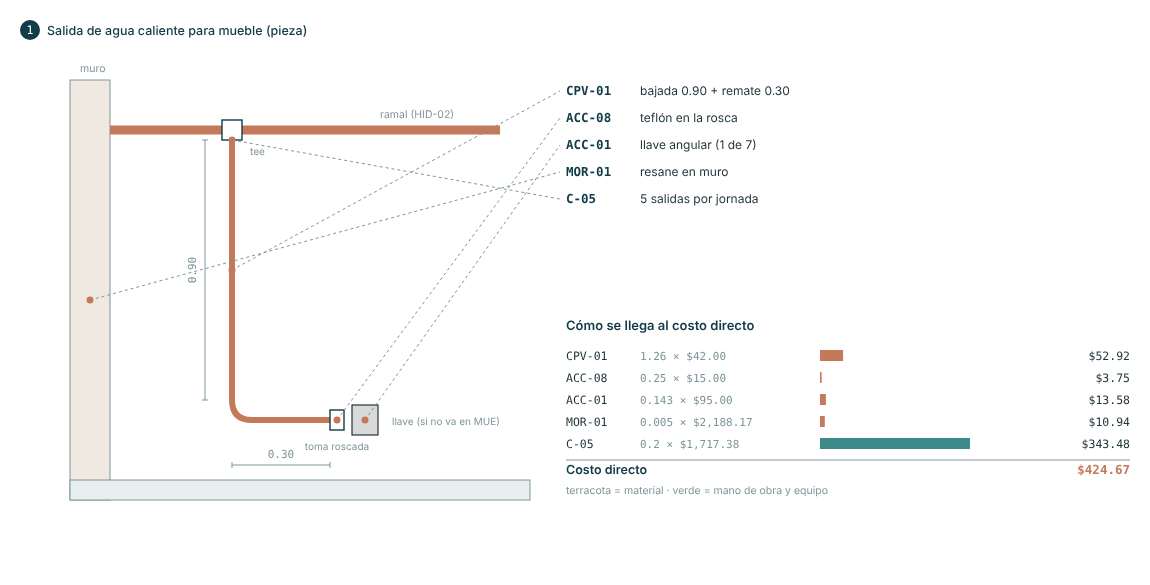 1 Salida de agua caliente para mueble (pieza)
muro
ramal (HID-02)
tee
0.90
llave (si no va en MUE)
toma roscada
0.30
CPV-01 bajada 0.90 + remate 0.30
ACC-08 teflón en la rosca
ACC-01 llave angular (1 de 7)
MOR-01 resane en muro
C-05 5 salidas por jornada
Cómo se llega al costo directo
CPV-01 1.26 × $42.00 $52.92
ACC-08 0.25 × $15.00 $3.75
ACC-01 0.143 × $95.00 $13.58
MOR-01 0.005 × $2,188.17 $10.94
C-05 0.2 × $1,717.38 $343.48
Costo directo $424.67
terracota = material · verde = mano de obra y equipo